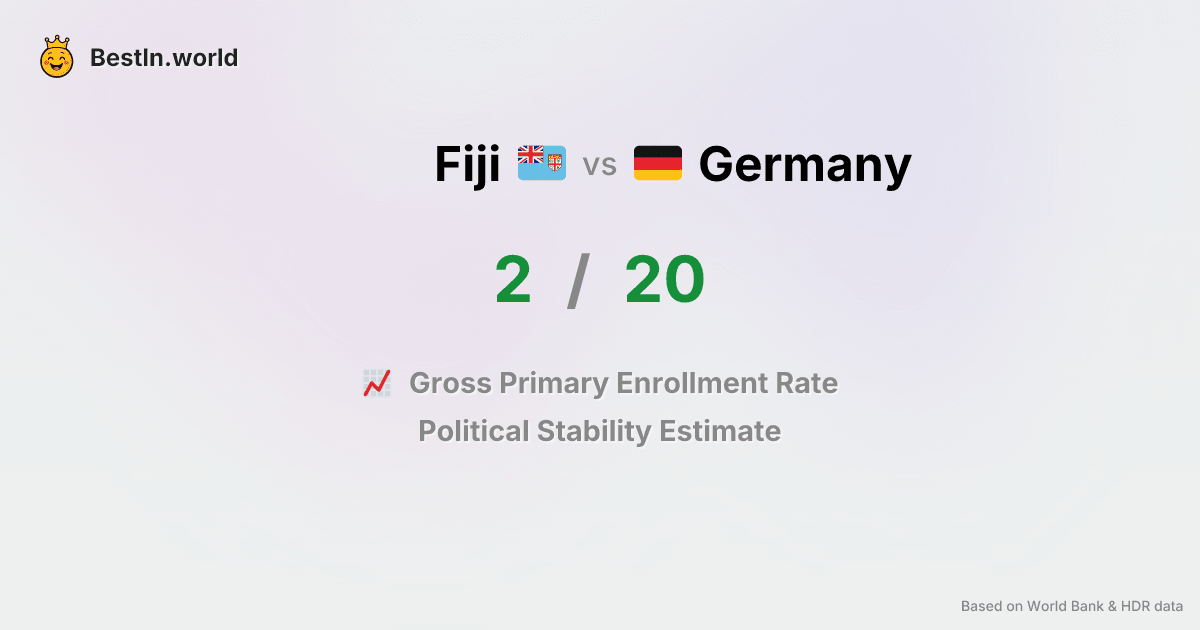 BestIn.world
Fiji vs Germany
2 / 20
Gross Primary Enrollment Rate
Political Stability Estimate
Based on World Bank & HDR data